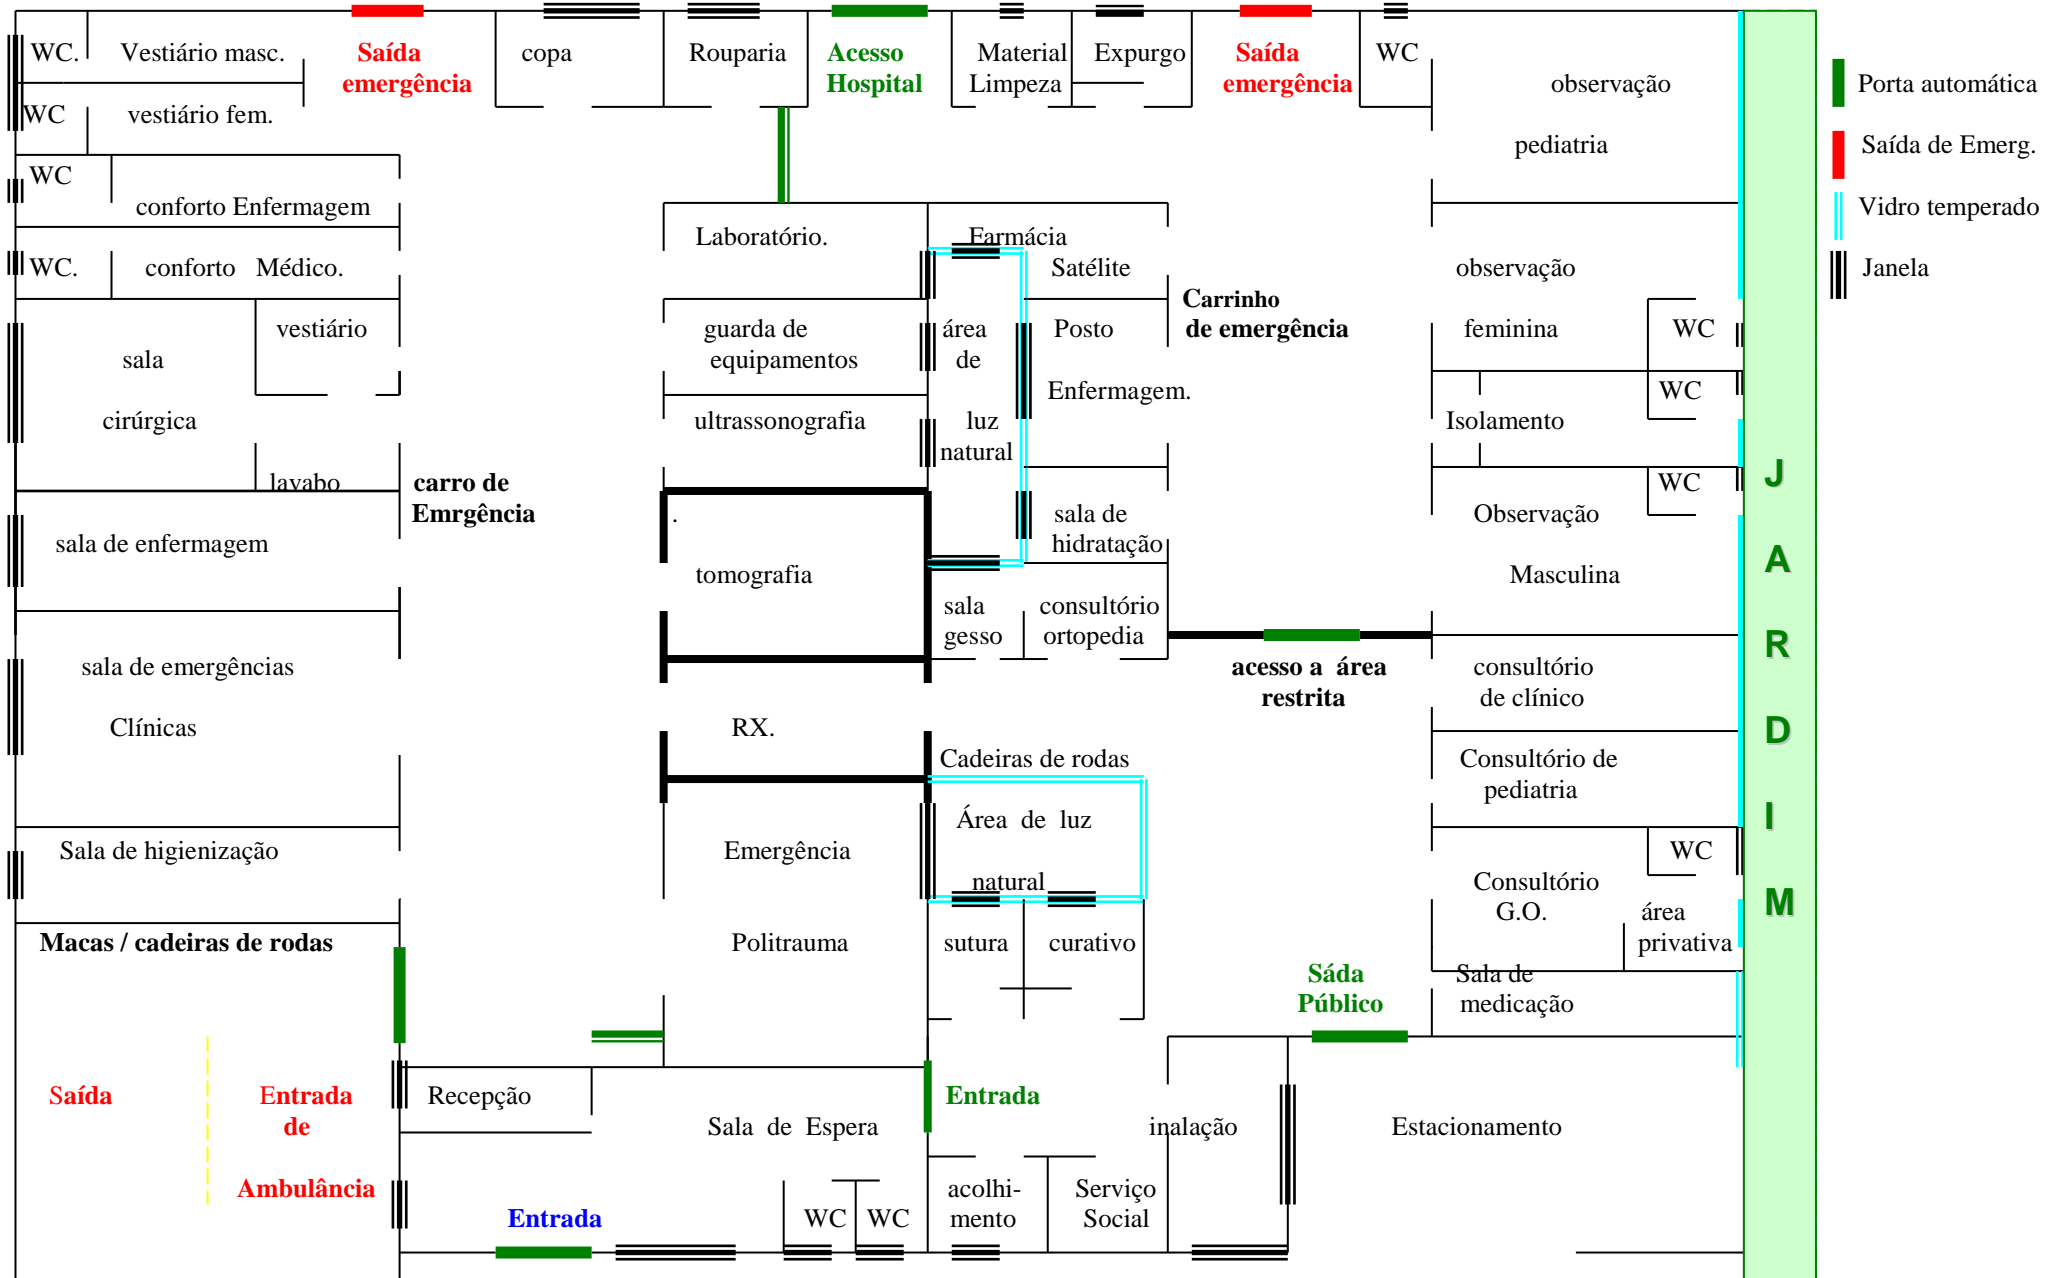 WC.
Vestiário masc.
Saída
emergência
copa
Rouparia
Acesso
Hospital
Material
Limpeza
Expurgo
Saída
emergência
WC
observação
pediatria
Porta automática
Saída de Emerg.
Vidro temperado
Janela
WC
vestiário fem.
WC
conforto Enfermagem
WC.
conforto Médico.
Laboratório.
Farmácia
Satélite
Carrinho
de emergência
observação
feminina
WC
sala
cirúrgica
vestiário
lavabo
guarda de
equipamentos
área
de
luz
natural
Posto
Enfermagem.
ultrassonografia
WC
Isolamento
carro de
Emrgência
.
tomografia
sala de
hidratação
WC
Observação
Masculina
sala de enfermagem
sala
gesso
consultório
ortopedia
acesso a área
restrita
consultório
de clínico
sala de emergências
Clínicas
RX.
Cadeiras de rodas
Consultório de
pediatria
Área de luz
natural
Sala de higienização
Emergência
Politrauma
WC
Consultório
G.O.
área
privativa
Macas / cadeiras de rodas
sutura
curativo
Sáda
Público
Sala de
medicação
Saída
Entrada
de
Ambulância
Recepção
Sala de Espera
Entrada
inalação
Estacionamento
Entrada
WC
WC
acolhi-
mento
Serviço
Social
J
A
R
D
I
M